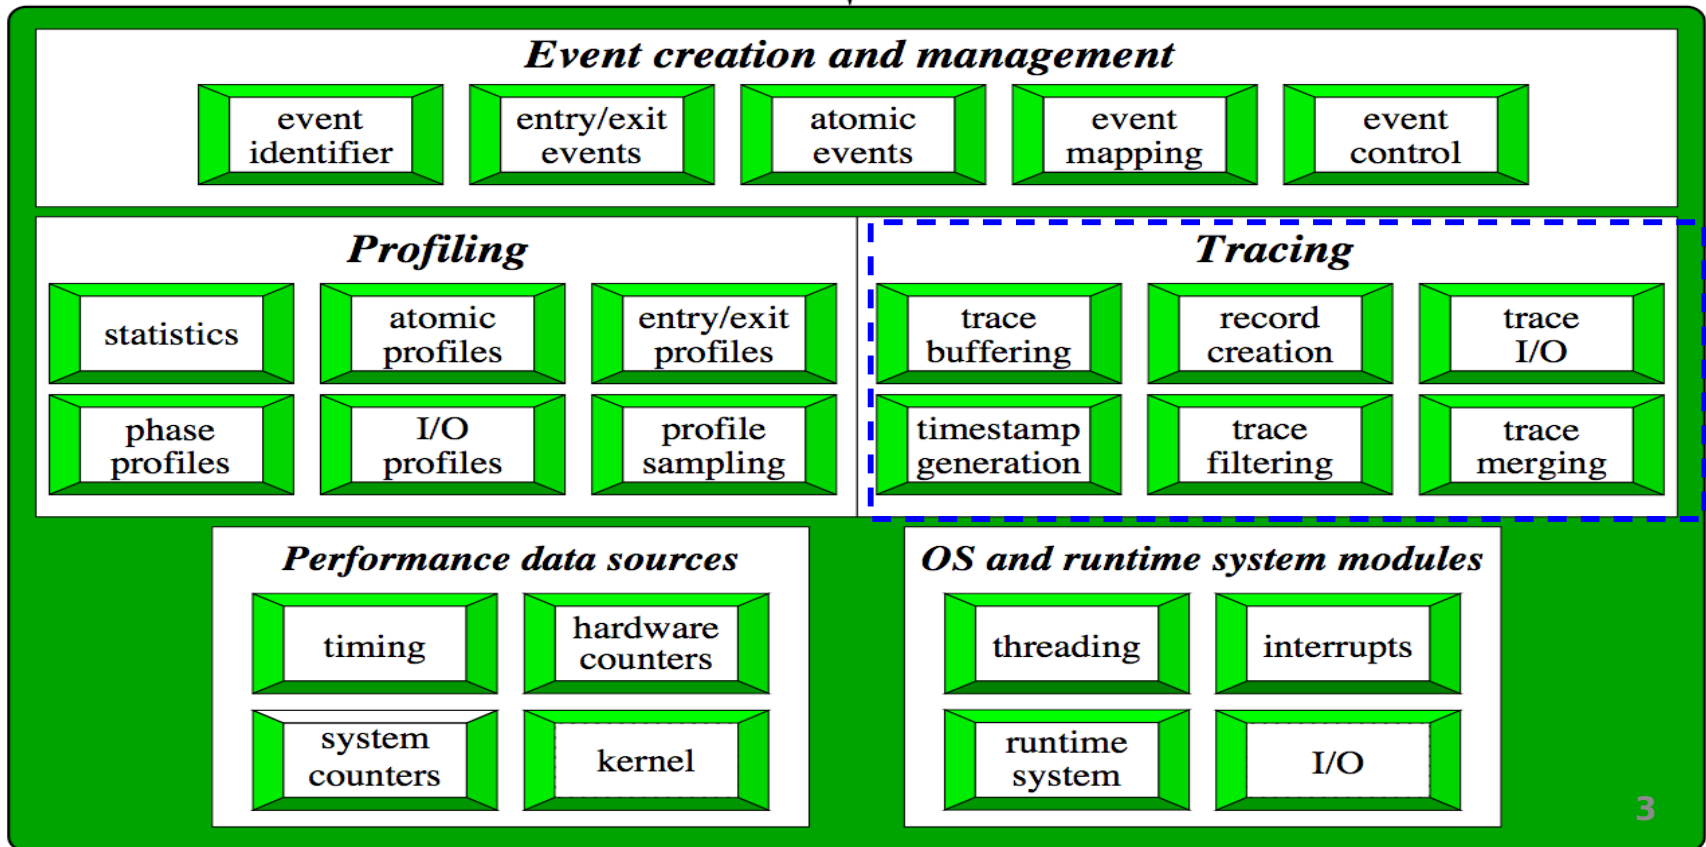 Event creation and management
event
identifier
entry/exit
events
atomic
events
event
mapping
event
control
Profiling
statistics
atomic
profiles
entry/exit
profiles
phase
profiles
I/O
profiles
profile
sampling
Tracing
trace
buffering
record
creation
trace
I/O
timestamp
generation
trace
filtering
trace
merging
Performance data sources
timing
hardware
counters
system
counters
kernel
OS and runtime system modules
threading
interrupts
runtime
system
I/O
3